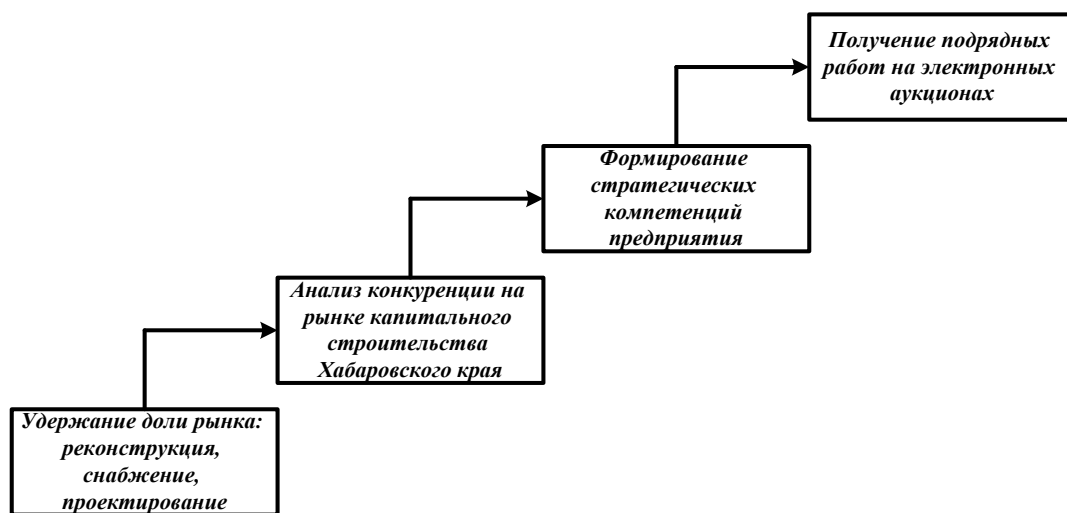 Получение подрядных
работ на электронных
аукционах
Формирование
стратегических
компетенций
предприятия
Анализ конкуренции на
рынке капитального
строительства
Хабаровского края
Удержание доли рынка:
реконструкция,
снабжение,
проектирование